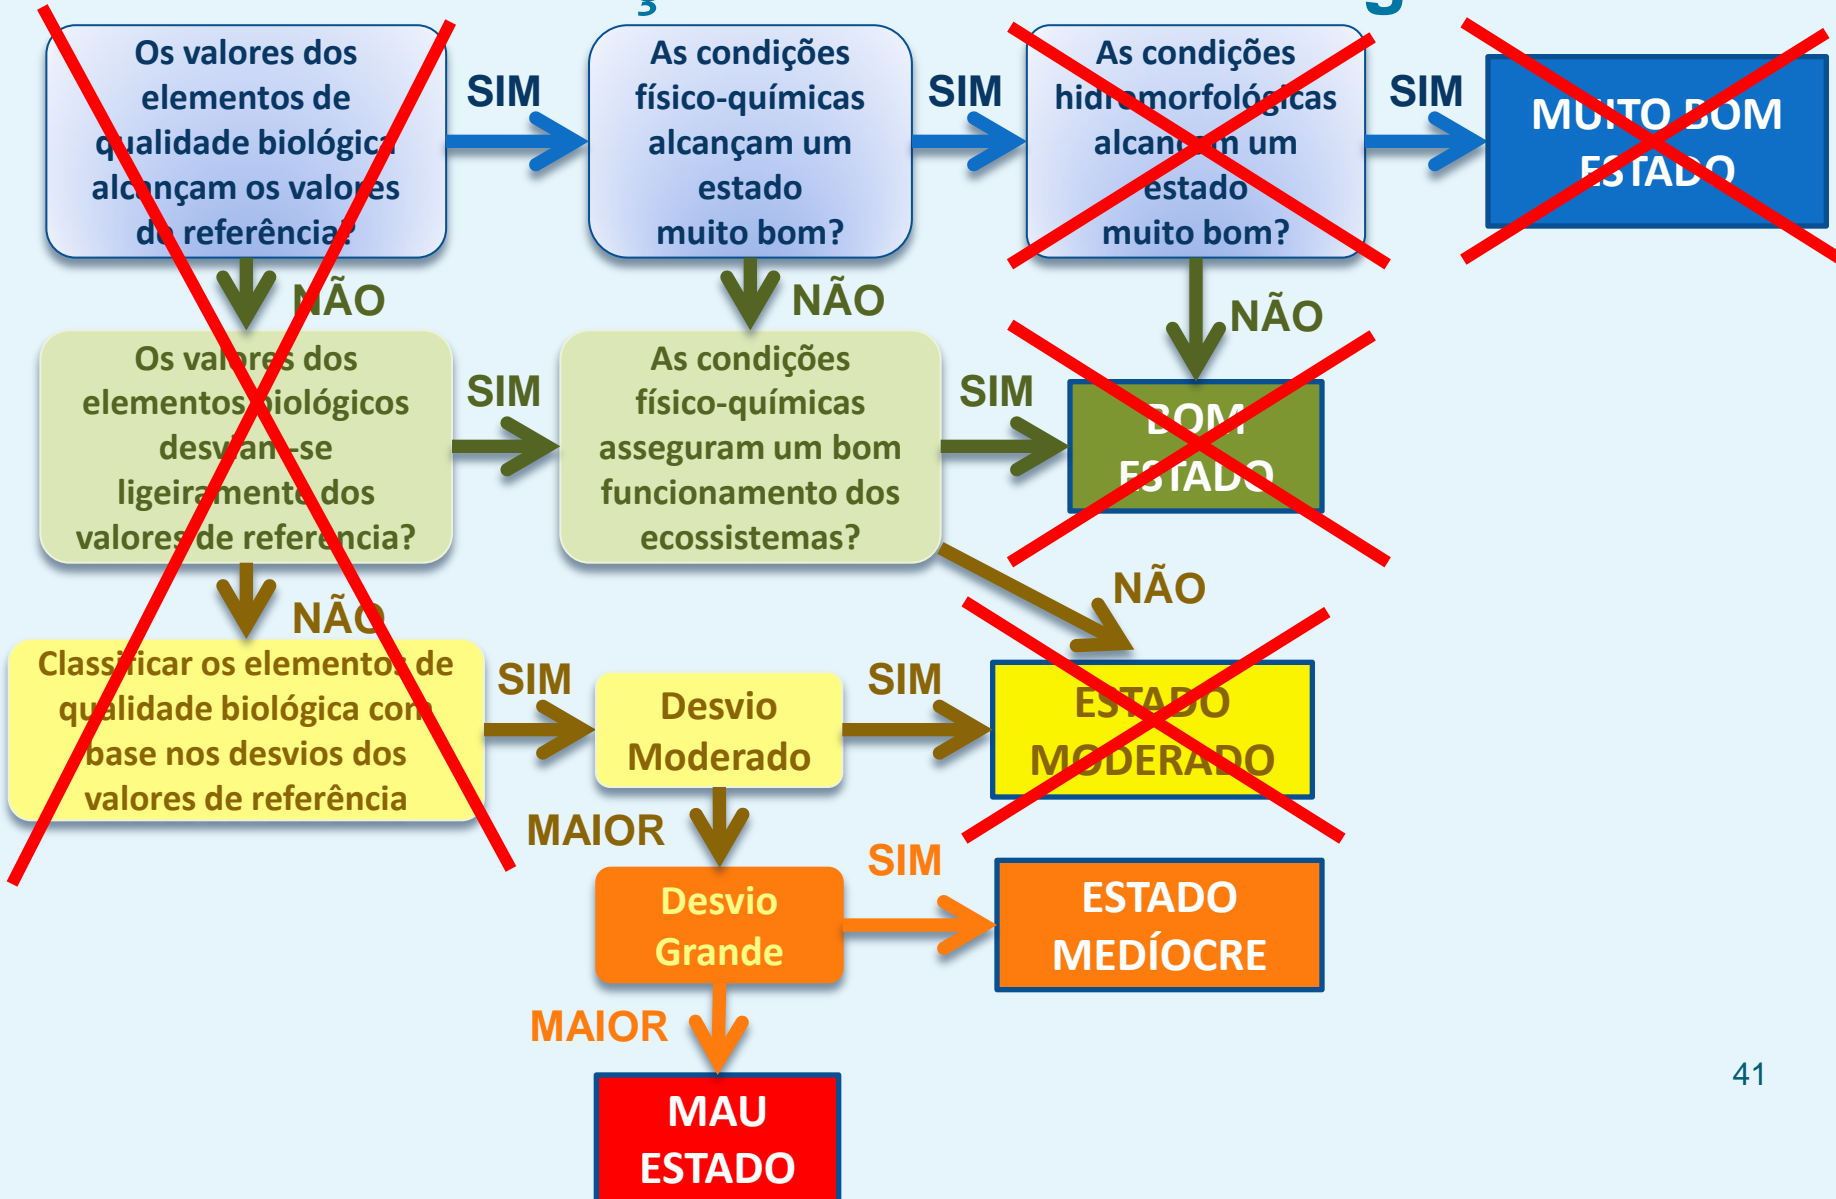 Os valores dos
elementos de
qualidade biológica
alcançam os valores
de referência?
SIM
As condições
físico-químicas
alcançam um
estado
muito bom?
SIM
As condições
hidromorfológicas
alcançam um
estado
muito bom?
SIM
MUITO BOM
ESTADO
NÃO
NÃO
NÃO
Os valores dos
elementos biológicos
desviam-se
ligeiramente dos
valores de referência?
SIM
As condições
físico-químicas
asseguram um bom
funcionamento dos
ecossistemas?
SIM
BOM
ESTADO
NÃO
NÃO
Classificar os elementos de
qualidade biológica com
base nos desvios dos
valores de referência
SIM
Desvio
Moderado
SIM
ESTADO
MODERADO
MAIOR
Desvio
Grande
SIM
ESTADO
MEDÍOCRE
MAIOR
MAU
ESTADO
41